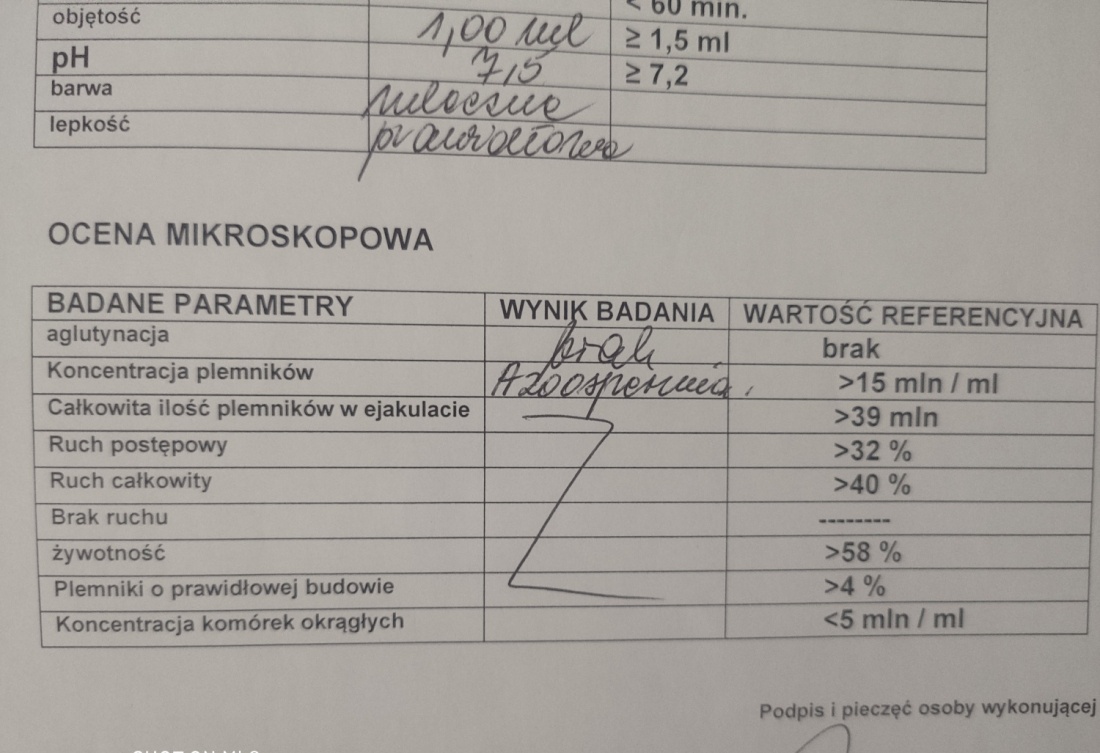 < 60 min.
objętość 1,00 ml ≥ 1,5 ml
pH 7,5 ≥ 7,2
barwa mleczna
lepkość prawidłowa
OCENA MIKROSKOPOWA
BADANE PARAMETRY WYNIK BADANIA WARTOŚĆ REFERENCYJNA
aglutynacja brak brak
Koncentracja plemników Azoospermia, >15 mln / ml
Całkowita ilość plemników w ejakulacie >39 mln
Ruch postępowy >32 %
Ruch całkowity >40 %
Brak ruchu --------
żywotność >58 %
Plemniki o prawidłowej budowie >4 %
Koncentracja komórek okrągłych <5 mln / ml
Podpis i pieczęć osoby wykonującej